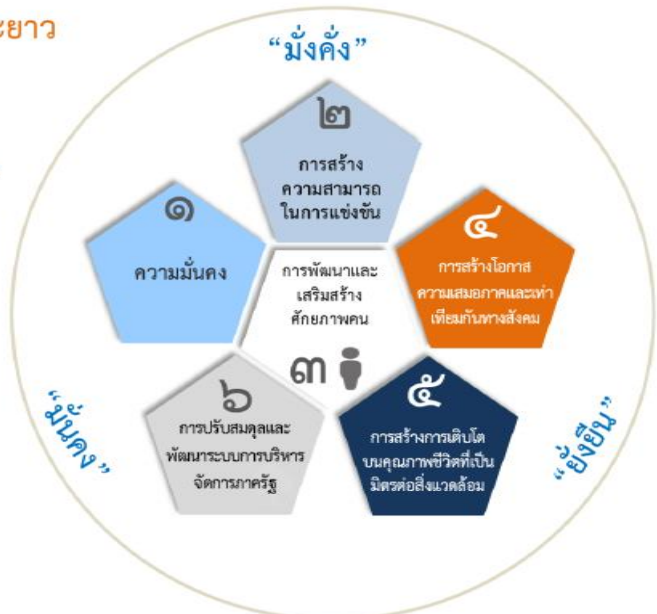 ะยาว
“มั่งคั่ง”
๒
การสร้าง
ความสามารถ
ในการแข่งขัน
๑
ความมั่นคง
๔
การสร้างโอกาส
ความเสมอภาคและเท่า
เทียมกันทางสังคม
การพัฒนาและ
เสริมสร้าง
ศักยภาพคน
๓
๖
การปรับสมดุลและ
พัฒนาระบบการบริหาร
จัดการภาครัฐ
๕
การสร้างการเติบโต
บนคุณภาพชีวิตที่เป็น
มิตรต่อสิ่งแวดล้อม
“มั่นคง”
“ยั่งยืน”